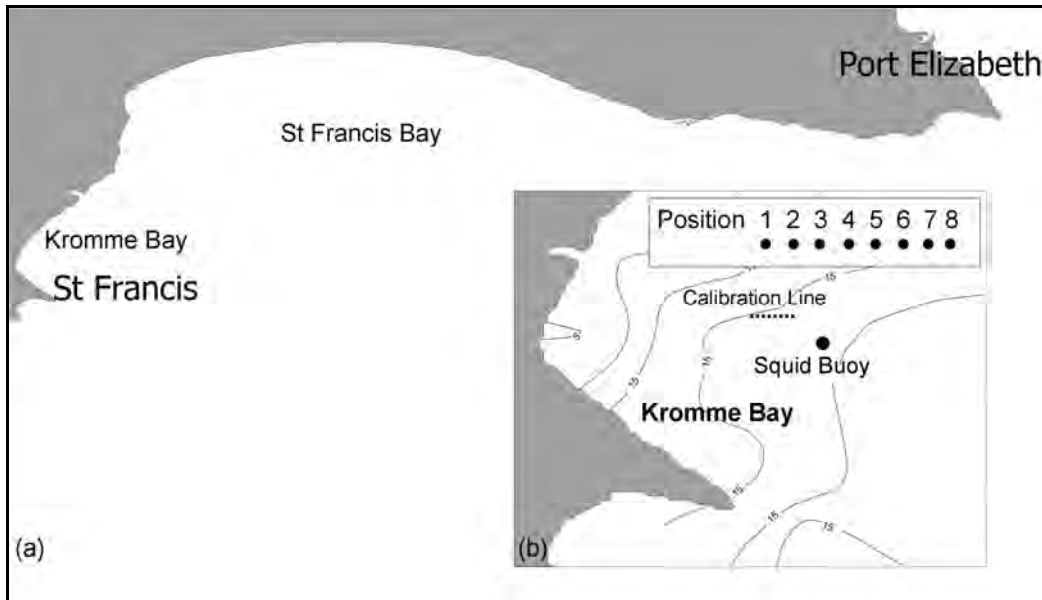 Port Elizabeth
St Francis Bay
Kromme Bay
St Francis
(a)
Position 1 2 3 4 5 6 7 8
15
Calibration Line
5
15
15
Squid Buoy
Kromme Bay
15
15
15
(b)